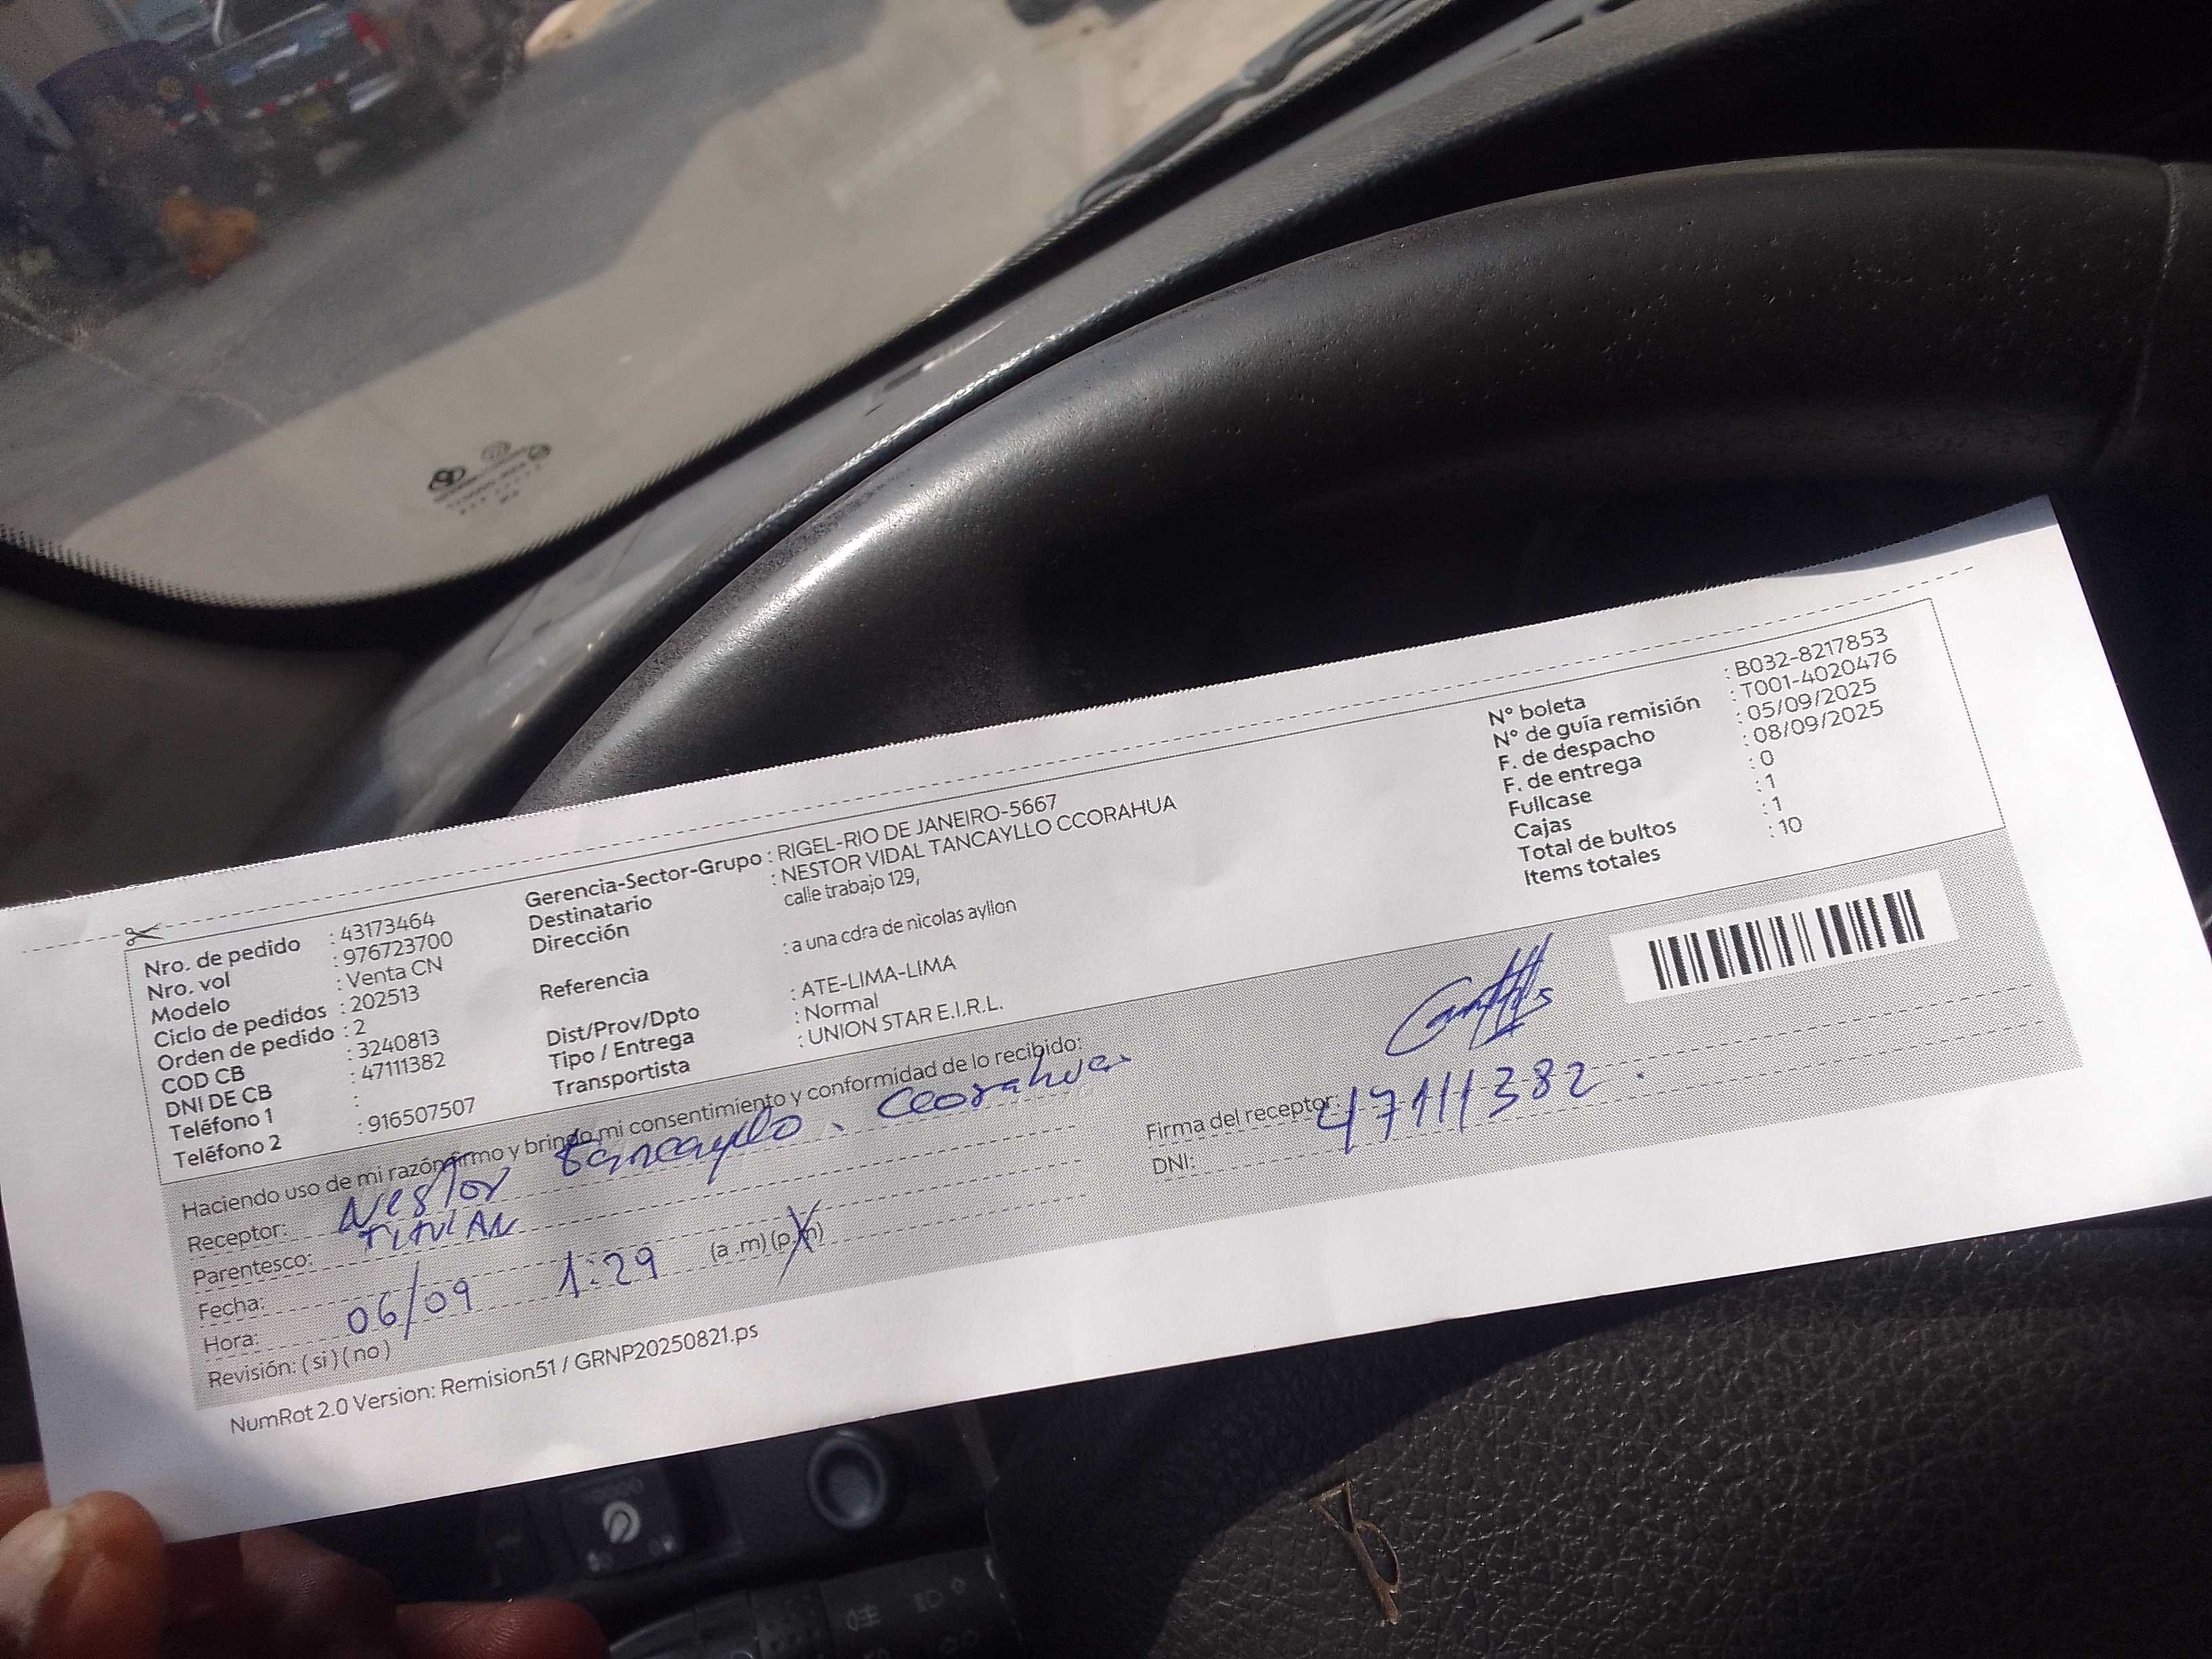 Nro. de pedido : 43173464
Nro. vol : 976723700
Modelo : Venta CN
Ciclo de pedidos : 202513
Orden de pedido : 2
COD CB : 3240813
DNI DE CB : 47111382
Teléfono 1 :
Teléfono 2 : 916507507
Gerencia-Sector-Grupo : RIGEL-RIO DE JANEIRO-5667
Destinatario : NESTOR VIDAL TANCAYLLO CCORAHUA
Dirección calle trabajo 129,
Referencia : a una cdra de nicolas ayllon
Dist/Prov/Dpto : ATE-LIMA-LIMA
Tipo / Entrega : Normal
Transportista : UNION STAR E.I.R.L.
N° boleta : B032-8217853
N° de guía remisión : T001-4020476
F. de despacho : 05/09/2025
F. de entrega : 08/09/2025
Fullcase : 0
Cajas : 1
Total de bultos : 1
Items totales : 10
Haciendo uso de mi razón firmo y brindo mi consentimiento y conformidad de lo recibido:
Receptor: Nestor Tancayllo Ccorahua
Parentesco:
Fecha: 06/09
Hora: 1:29 (a .m) (p.m)
Revisión: ( si ) ( no )
Firma del receptor:
DNI: 47111382.
NumRot 2.0 Version: Remision51 / GRNP20250821.ps